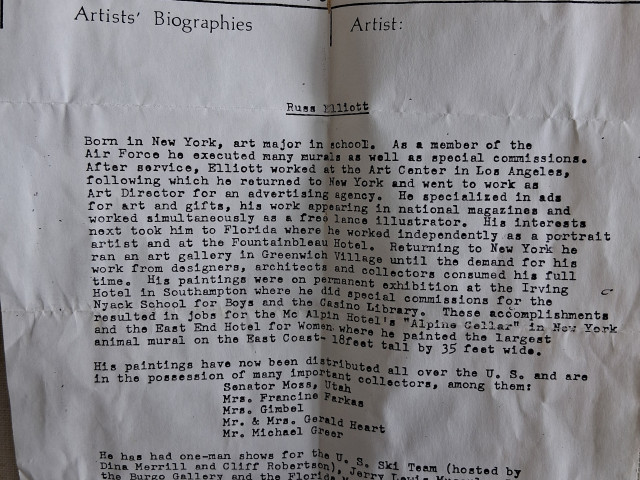 Artists' Biographies
Artist:
Russ Elliott
Born in New York, art major in school. As a member of the
Air Force he executed many murals as well as special commissions.
After service, Elliott worked at the Art Center in Los Angeles,
following which he returned to New York and went to work as
Art Director for an advertising agency. He specialized in ads
for art and gifts, his work appearing in national magazines and
worked simultaneously as a free lance illustrator. His interests
next took him to Florida where he worked independently as a portrait
artist and at the Fountainbleau Hotel. Returning to New York he
ran an art gallery in Greenwich Village until the demand for his
work from designers, architects and collectors consumed his full
time. His paintings were on permanent exhibition at the Irving
Hotel in Southampton where he did special commissions for the
Nyack School for Boys and the Casino Library. These accomplishments
resulted in jobs for the Mc Alpin Hotel's "Alpine Cellar" in New York
and the East End Hotel for Women where he painted the largest
animal mural on the East Coast- 18feet tall by 35 feet wide.
His paintings have now been distributed all over the U. S. and are
in the possession of many important collectors, among them:
Senator Moss, Utah
Mrs. Francine Farkas
Mrs. Gimbel
Mr. & Mrs. Gerald Heart
Mr. Michael Greer
He has had one-man shows for the U. S. Ski Team (hosted by
Dina Merrill and Cliff Robertson), Jerry Lewis
the Burgo Gallery and the Florida